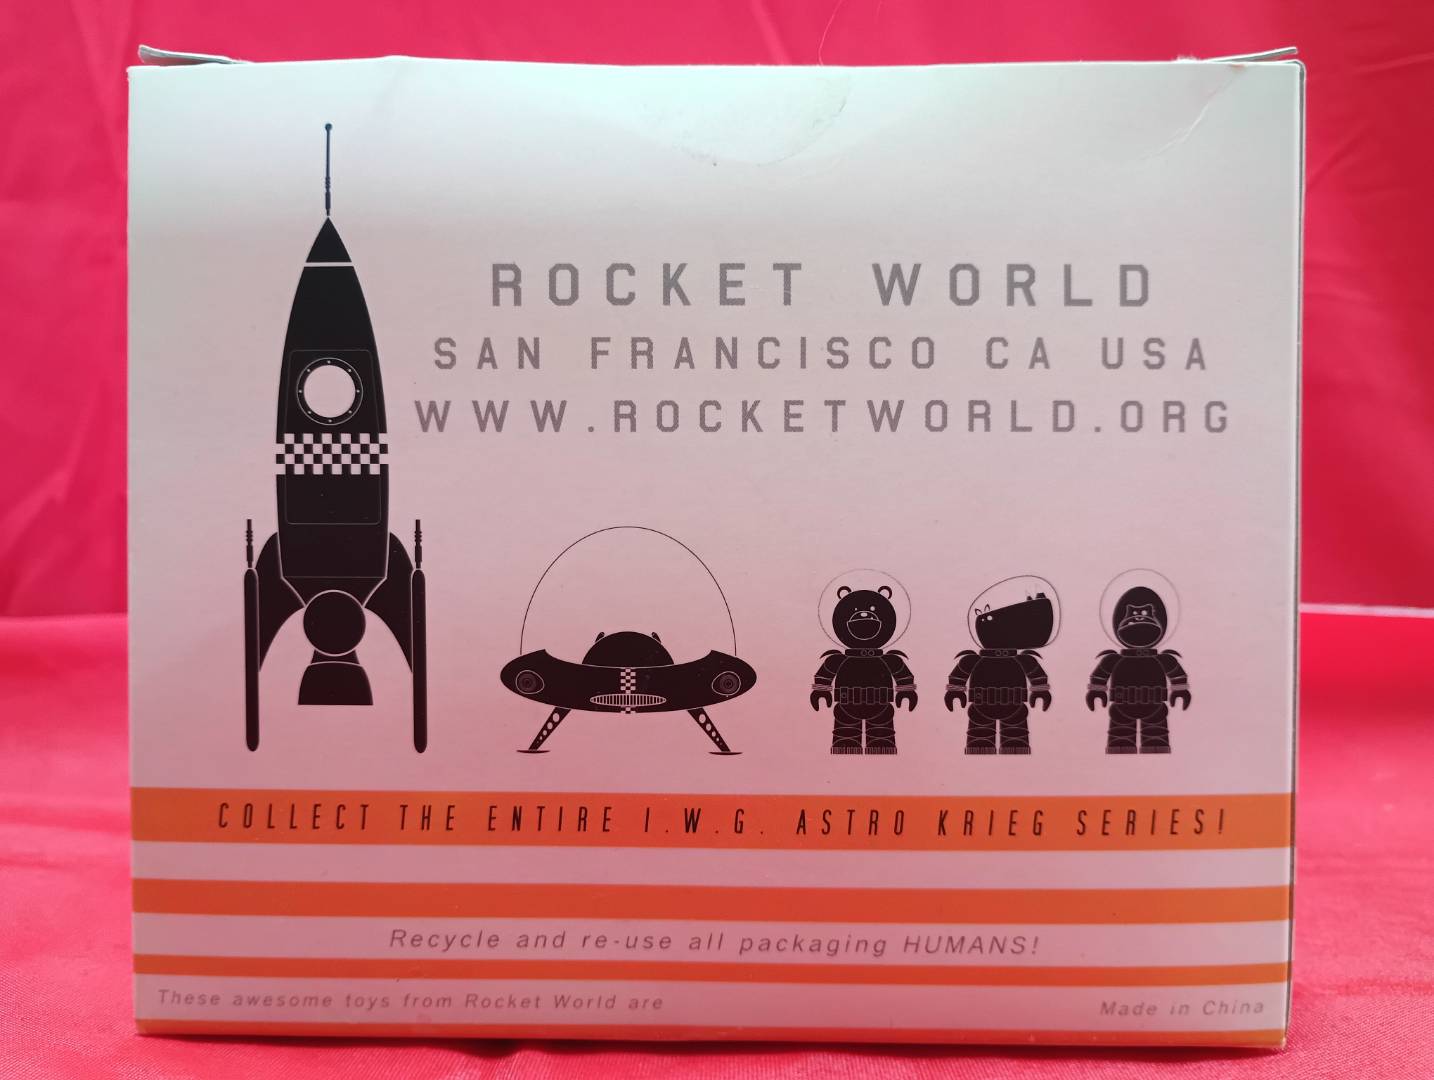 ROCKET WORLD
SAN FRANCISCO CA USA
WWW.ROCKETWORLD.ORG
COLLECT THE ENTIRE I.W.G. ASTRO KRIEG SERIES!
Recycle and re-use all packaging HUMANS!
These awesome toys from Rocket World are
Made in China